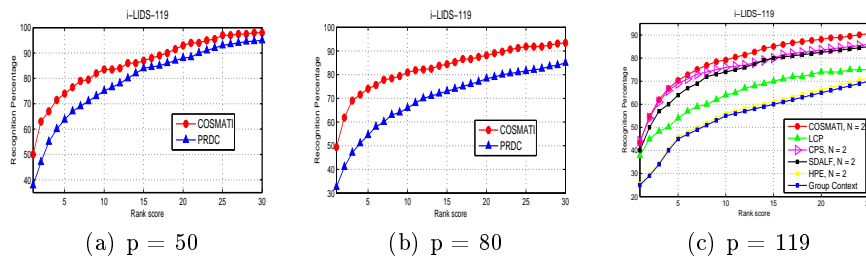 i-LIDS-119
Recognition Percentage
100
90
80
70
60
50
40
5
10
15
20
25
30
Rank score
COSMATI
PRDC
(a) p = 50
i-LIDS-119
Recognition Percentage
100
90
80
70
60
50
40
30
5
10
15
20
25
30
Rank score
COSMATI
PRDC
(b) p = 80
i-LIDS-119
Recognition Percentage
90
80
70
60
50
40
30
20
5
10
15
20
Rank score
COSMATI, N = 2
LCP
CPS, N = 2
SDALF, N = 2
HPE, N = 2
Group Context
(c) p = 119